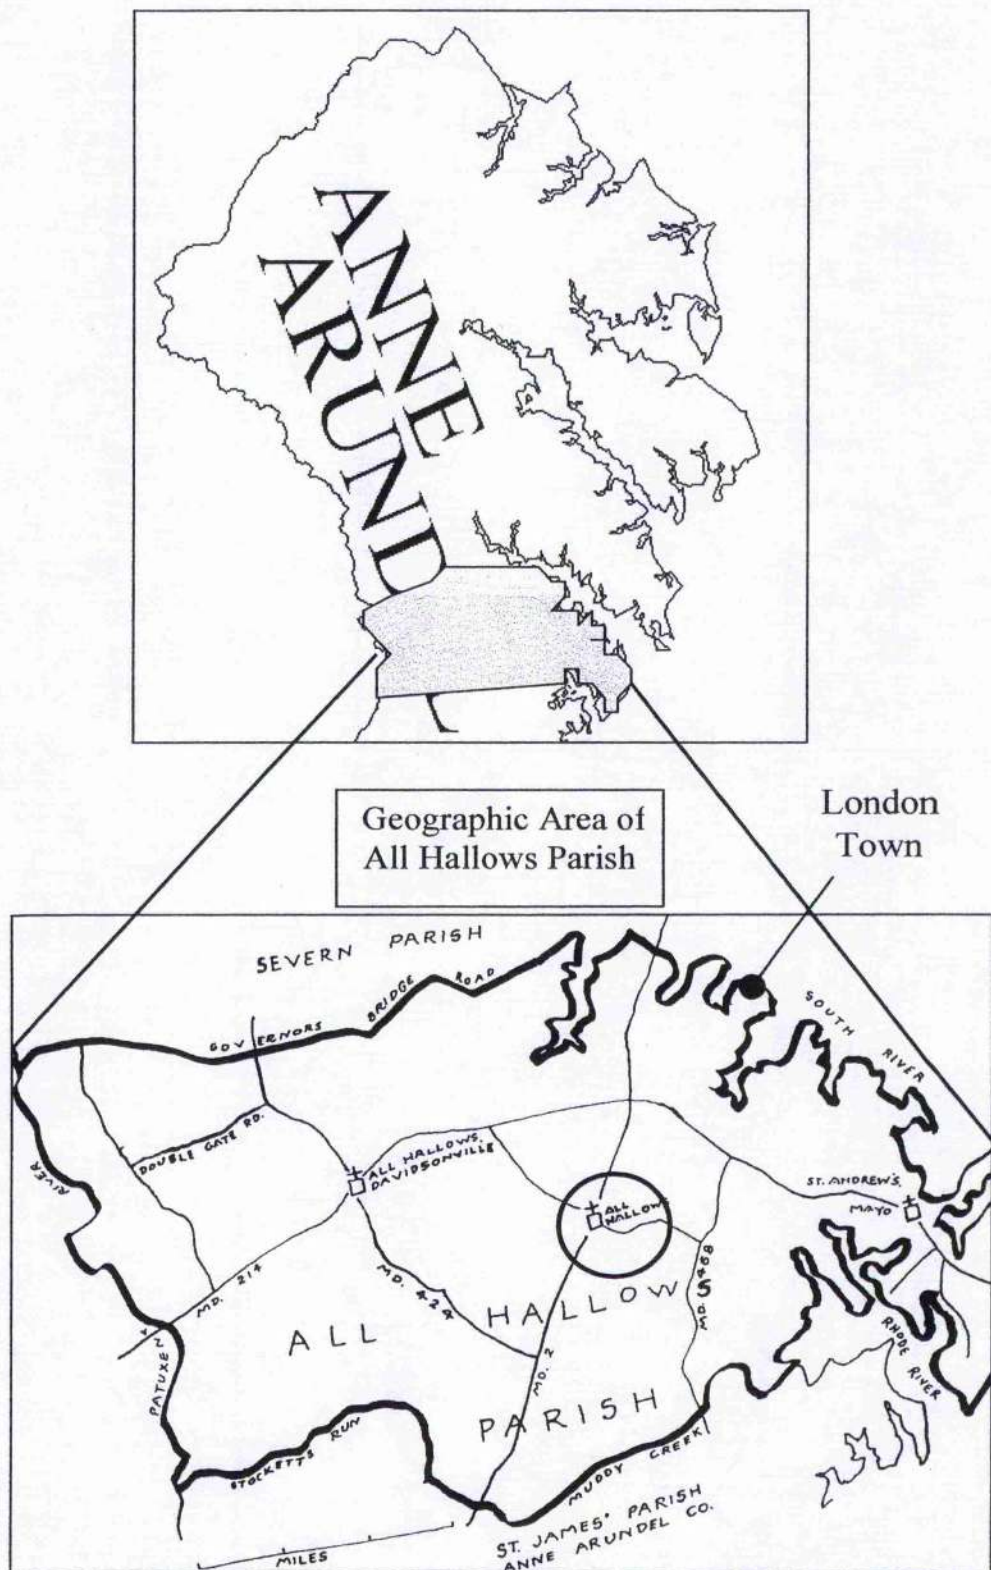 ANNE
ARUND
Geographic Area of
All Hallows Parish
London
Town
SEVERN PARISH
GOVERNORS BRIDGE ROAD
SOUTH RIVER
DOUBLE GATE RD.
ALL HALLOWS.
DAVIDSONVILLE
RIVER
ST. ANDREW'S.
MAYO
ALL
HALLOWS
MD. 214
MD. 424
MD. 468
ALL HALLOWS
PARISH
MD. 2
RHODE RIVER
PATUXENT
STOCKETTS RUN
MUDDY CREEK
ST. JAMES' PARISH
ANNE ARUNDEL CO.
MILES